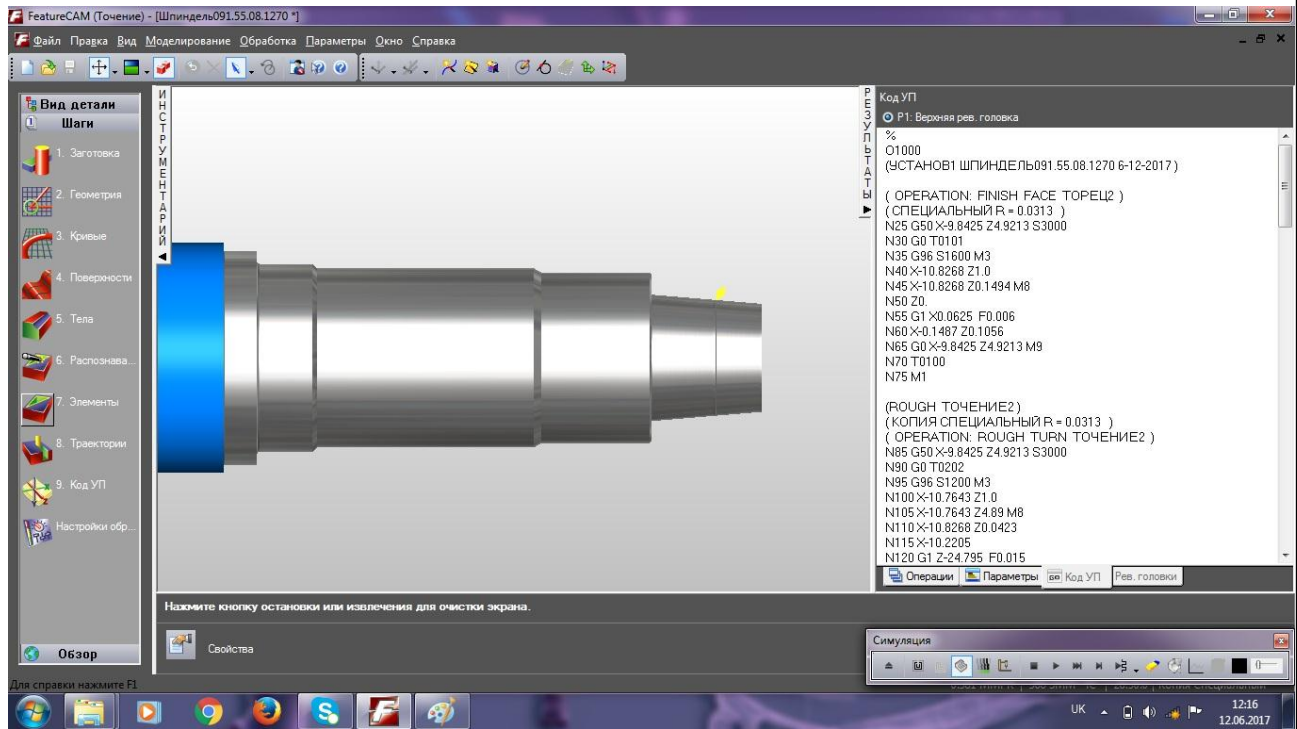 FeatureCAM (Точение) - [Шпиндель091.55.08.1270 *]
Файл Правка Вид Моделирование Обработка Параметры Окно Справка
Вид детали
Шаги
1. Заготовка
2. Геометрия
3. Кривые
4. Поверхности
5. Тела
6. Распознава...
7. Элементы
8. Траектории
9. Код УП
Настройки обр...
Обзор
ИНСТРУМЕНТАРИЙ
РЕЗУЛЬТАТЫ
Код УП
P1: Верхняя рев. головка
%
O1000
(УСТАНОВ1 ШПИНДЕЛЬ091.55.08.1270 6-12-2017 )
( OPERATION: FINISH FACE ТОРЕЦ2 )
( СПЕЦИАЛЬНЫЙ R = 0.0313 )
N25 G50 X-9.8425 Z4.9213 S3000
N30 G0 T0101
N35 G96 S1600 M3
N40 X-10.8268 Z1.0
N45 X-10.8268 Z0.1494 M8
N50 Z0.
N55 G1 X0.0625 F0.006
N60 X-0.1487 Z0.1056
N65 G0 X-9.8425 Z4.9213 M9
N70 T0100
N75 M1
(ROUGH ТОЧЕНИЕ2 )
( КОПИЯ СПЕЦИАЛЬНЫЙ R = 0.0313 )
( OPERATION: ROUGH TURN ТОЧЕНИЕ2 )
N85 G50 X-9.8425 Z4.9213 S3000
N90 G0 T0202
N95 G96 S1200 M3
N100 X-10.7643 Z1.0
N105 X-10.7643 Z4.89 M8
N110 X-10.8268 Z0.0423
N115 X-10.2205
N120 G1 Z-24.795 F0.015
Операции Параметры Код УП Рев. головки
Нажмите кнопку остановки или извлечения для очистки экрана.
Свойства
Симуляция
Для справки нажмите F1
UK
12:16
12.06.2017